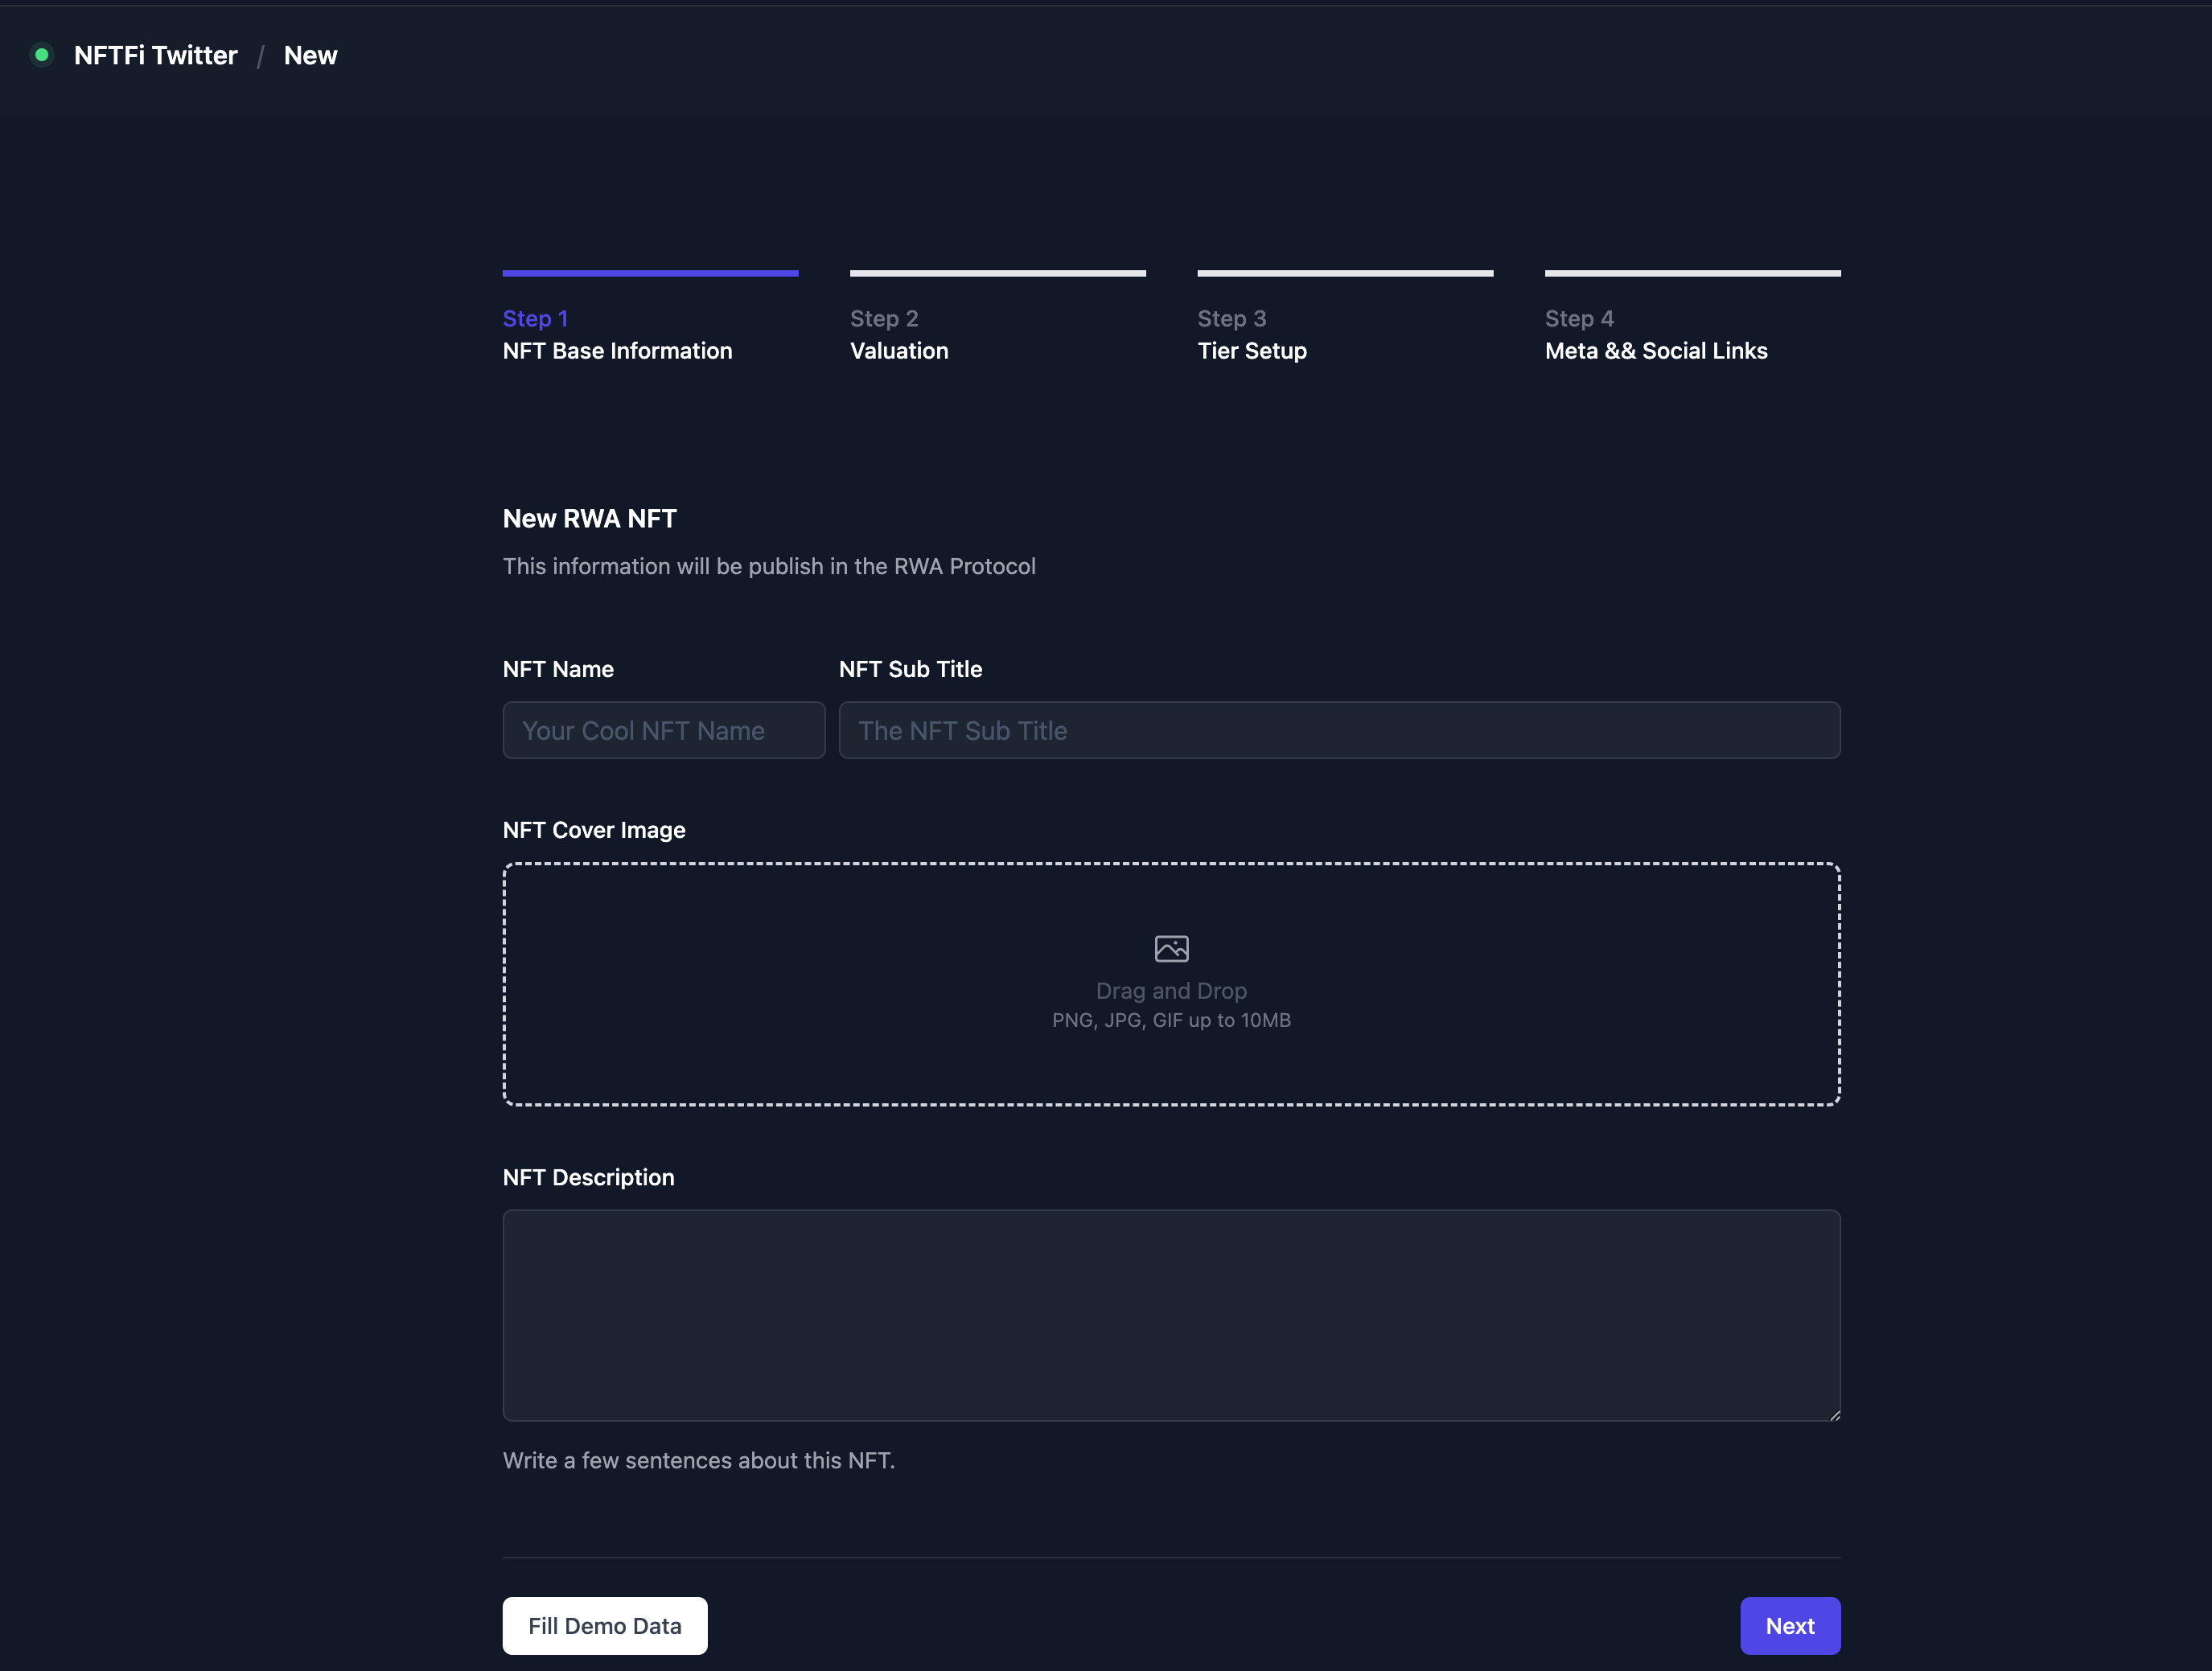 NFTFi Twitter / New
Step 1
NFT Base Information
Step 2
Valuation
Step 3
Tier Setup
Step 4
Meta && Social Links
New RWA NFT
This information will be publish in the RWA Protocol
NFT Name
Your Cool NFT Name
NFT Sub Title
The NFT Sub Title
NFT Cover Image
Drag and Drop
PNG, JPG, GIF up to 10MB
NFT Description
Write a few sentences about this NFT.
Fill Demo Data
Next